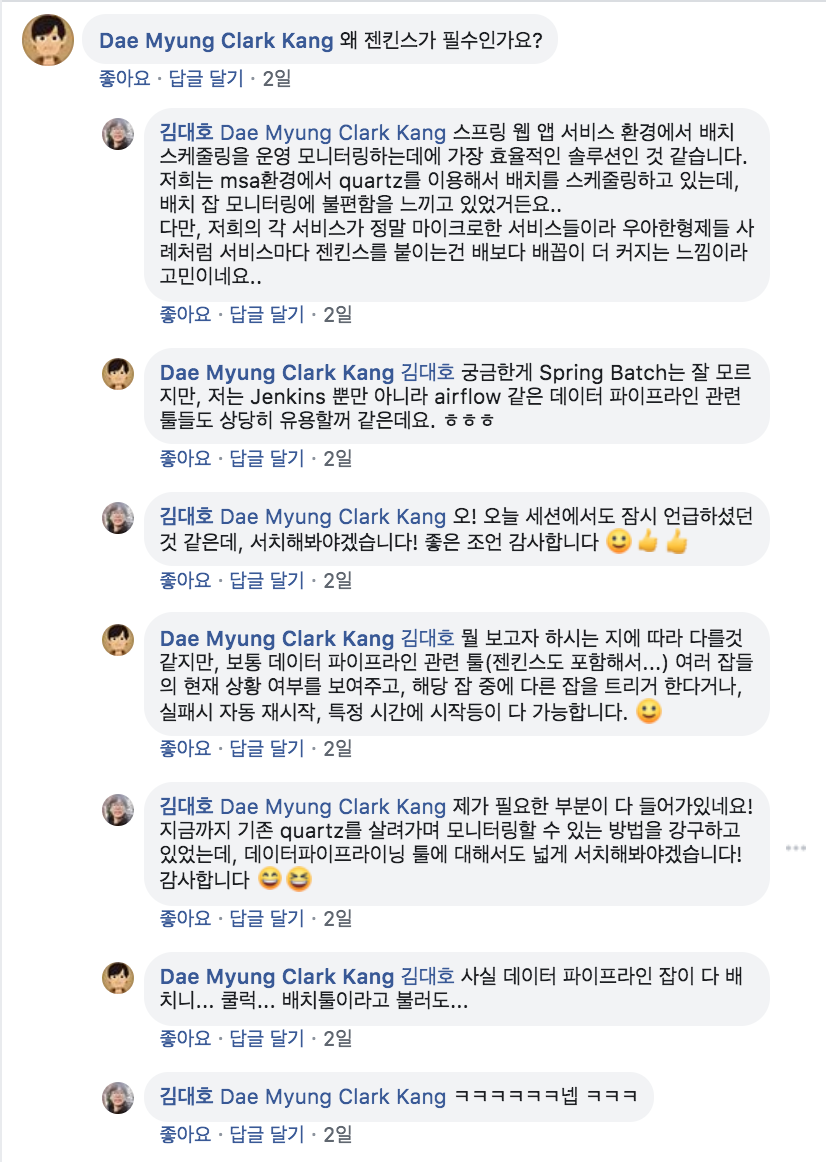 Dae Myung Clark Kang 왜 젠킨스가 필수인가요?
좋아요 · 답글 달기 · 2일
김대호 Dae Myung Clark Kang 스프링 웹 앱 서비스 환경에서 배치
스케줄링을 운영 모니터링하는데에 가장 효율적인 솔루션인 것 같습니다.
저희는 msa환경에서 quartz를 이용해서 배치를 스케줄링하고 있는데,
배치 잡 모니터링에 불편함을 느끼고 있었거든요..
다만, 저희의 각 서비스가 정말 마이크로한 서비스들이라 우아한형제들 사
례처럼 서비스마다 젠킨스를 붙이는건 배보다 배꼽이 더 커지는 느낌이라
고민이네요..
좋아요 · 답글 달기 · 2일
Dae Myung Clark Kang 김대호 궁금한게 Spring Batch는 잘 모르
지만, 저는 Jenkins 뿐만 아니라 airflow 같은 데이터 파이프라인 관련
툴들도 상당히 유용할꺼 같은데요. ㅎㅎㅎ
좋아요 · 답글 달기 · 2일
김대호 Dae Myung Clark Kang 오! 오늘 세션에서도 잠시 언급하셨던
것 같은데, 서치해봐야겠습니다! 좋은 조언 감사합니다 🙂👍👍
좋아요 · 답글 달기 · 2일
Dae Myung Clark Kang 김대호 뭘 보고자 하시는 지에 따라 다를것
같지만, 보통 데이터 파이프라인 관련 툴(젠킨스도 포함해서...) 여러 잡들
의 현재 상황 여부를 보여주고, 해당 잡 중에 다른 잡을 트리거 한다거나,
실패시 자동 재시작, 특정 시간에 시작등이 다 가능합니다. 🙂
좋아요 · 답글 달기 · 2일
김대호 Dae Myung Clark Kang 제가 필요한 부분이 다 들어가있네요!
지금까지 기존 quartz를 살려가며 모니터링할 수 있는 방법을 강구하고
있었는데, 데이터파이프라이닝 툴에 대해서도 넓게 서치해봐야겠습니다!
감사합니다 😄😆
좋아요 · 답글 달기 · 2일
Dae Myung Clark Kang 김대호 사실 데이터 파이프라인 잡이 다 배
치니... 쿨럭... 배치툴이라고 불러도...
좋아요 · 답글 달기 · 2일
김대호 Dae Myung Clark Kang ㅋㅋㅋㅋㅋㅋ넵 ㅋㅋㅋ
좋아요 · 답글 달기 · 2일